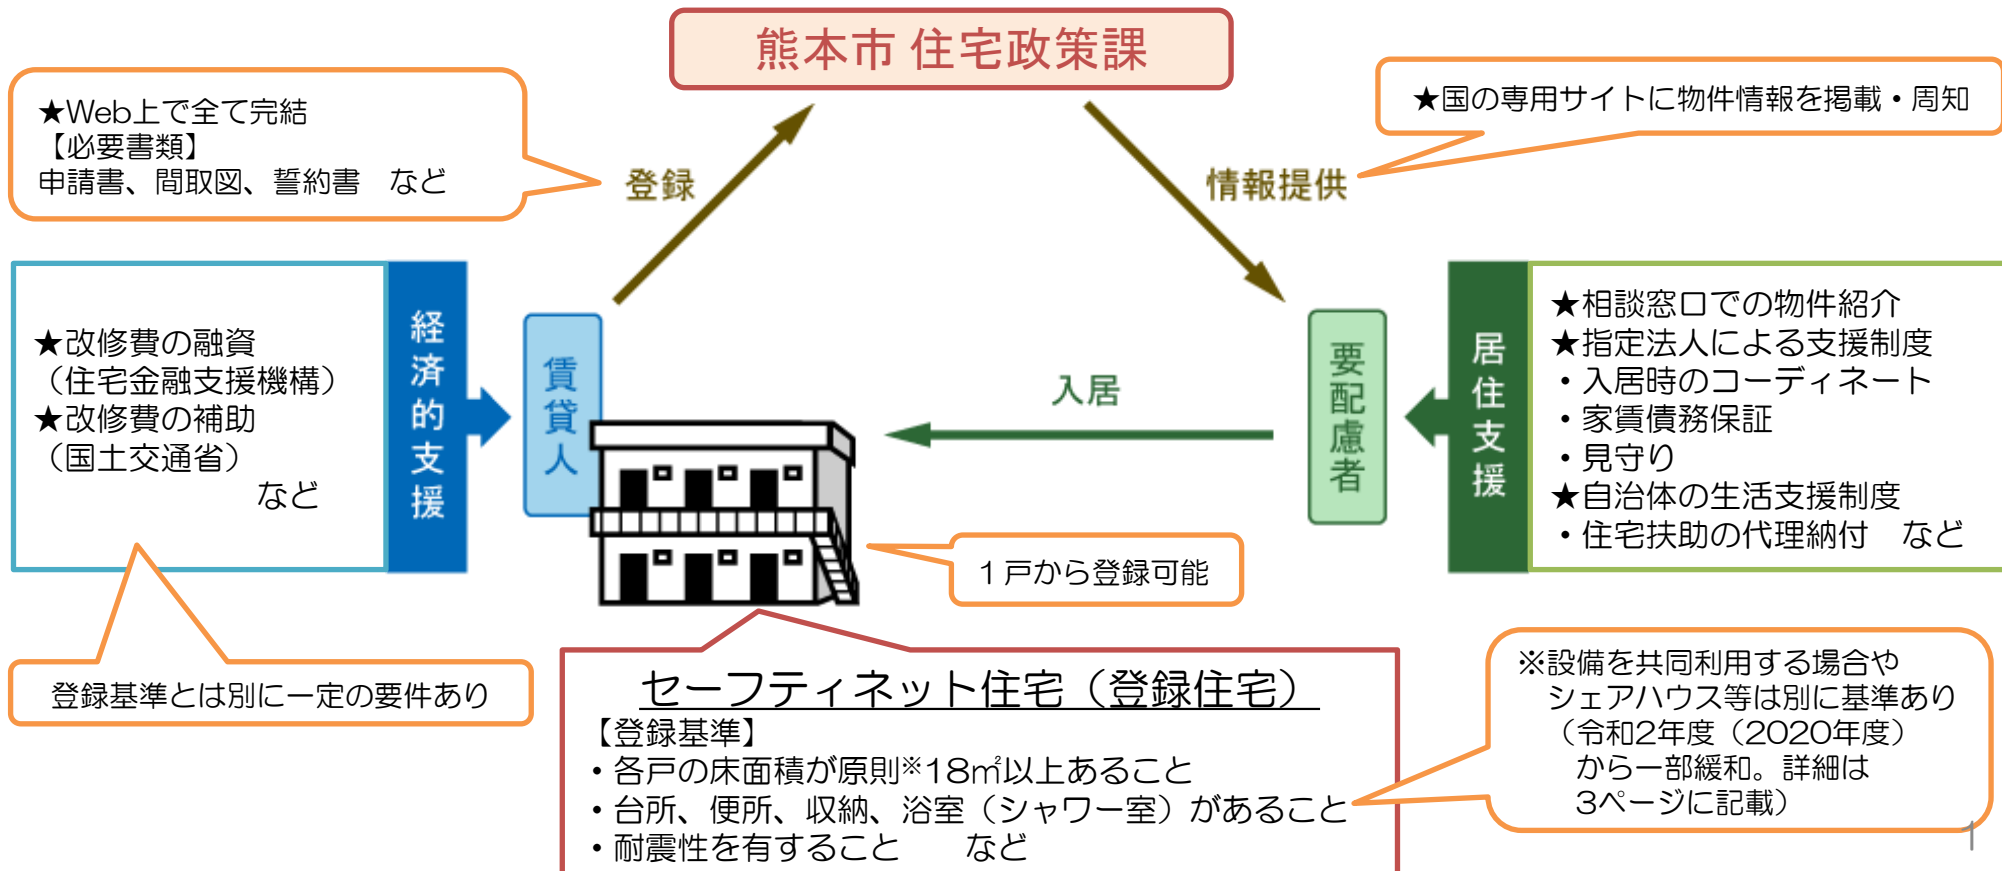 熊本市 住宅政策課
★Web上で全て完結
【必要書類】
申請書、間取図、誓約書　など
★国の専用サイトに物件情報を掲載・周知
登録
情報提供
★改修費の融資
（住宅金融支援機構）
★改修費の補助
（国土交通省）
など
経済的支援
賃貸人
入居
要配慮者
居住支援
★相談窓口での物件紹介
★指定法人による支援制度
・入居時のコーディネート
・家賃債務保証
・見守り
★自治体の生活支援制度
・住宅扶助の代理納付　など
１戸から登録可能
登録基準とは別に一定の要件あり
セーフティネット住宅（登録住宅）
【登録基準】
・各戸の床面積が原則※18㎡以上あること
・台所、便所、収納、浴室（シャワー室）があること
・耐震性を有すること　　など
※設備を共同利用する場合や
シェアハウス等は別に基準あり
（令和2年度（2020年度）
から一部緩和。詳細は
3ページに記載）
1